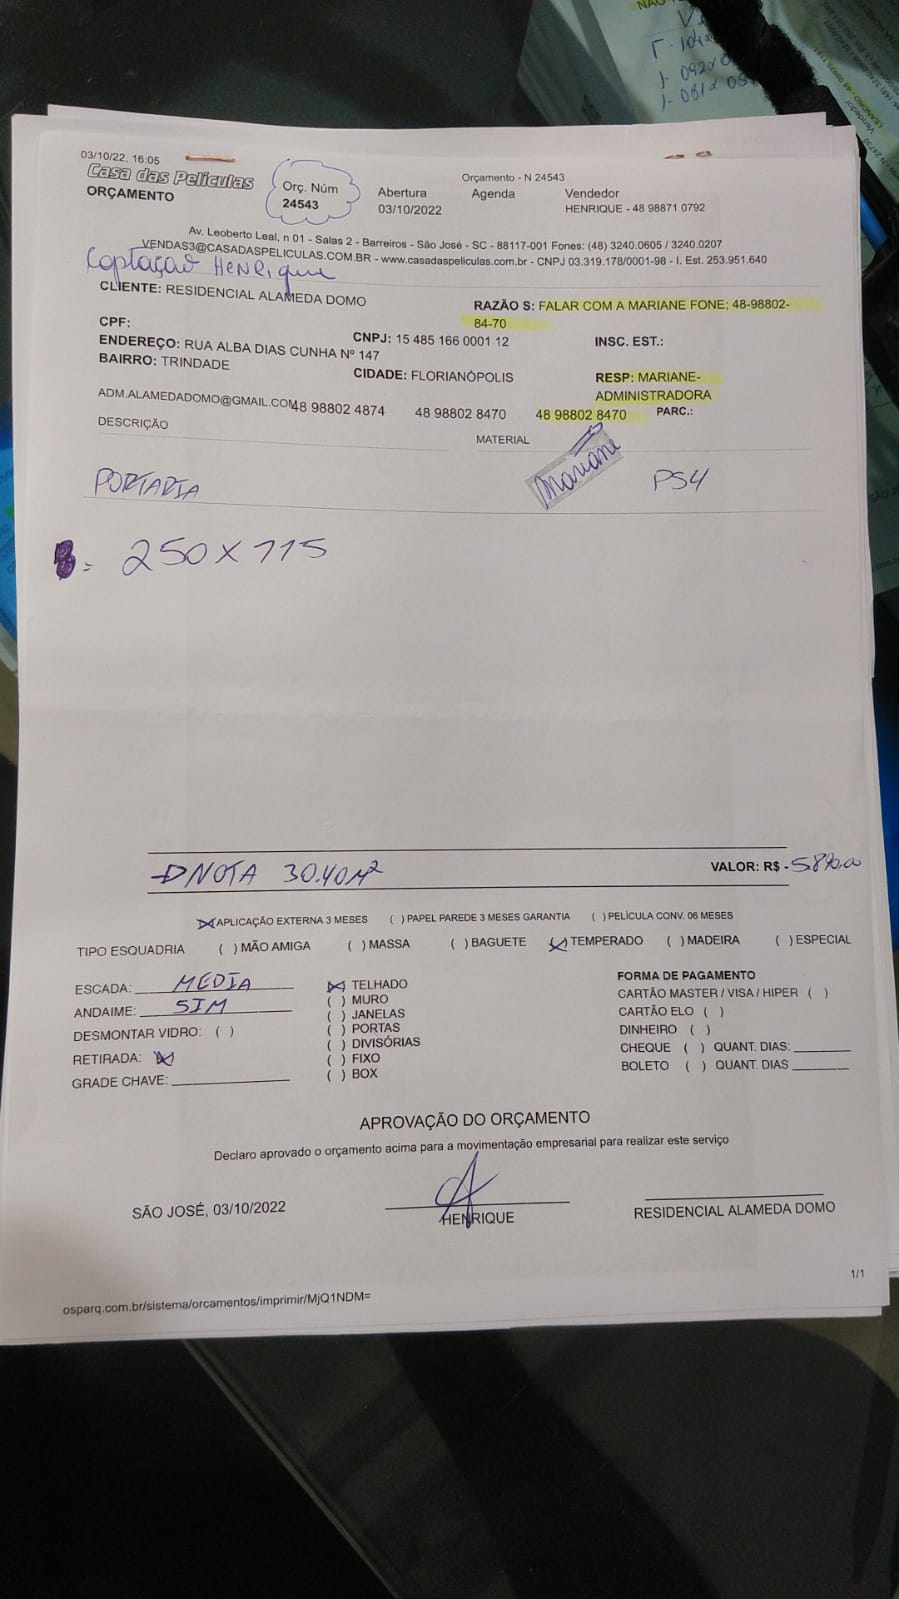 03/10/22, 16:05
Orçamento - N 24543
Casa das Películas
ORÇAMENTO
Orç. Núm
24543
Abertura
03/10/2022
Agenda
Vendedor
HENRIQUE - 48 98871 0792
Av. Leoberto Leal, n 01 - Salas 2 - Barreiros - São José - SC - 88117-001 Fones: (48) 3240.0605 / 3240.0207
VENDAS3@CASADASPELICULAS.COM.BR - www.casadaspeliculas.com.br - CNPJ 03.319.178/0001-98 - I. Est. 253.951.640
Captação Henrique
CLIENTE: RESIDENCIAL ALAMEDA DOMO
RAZÃO S: FALAR COM A MARIANE FONE; 48-98802-
84-70
CPF:
CNPJ: 15 485 166 0001 12
INSC. EST.:
ENDEREÇO: RUA ALBA DIAS CUNHA Nº 147
BAIRRO: TRINDADE
CIDADE: FLORIANÓPOLIS
RESP: MARIANE-
ADMINISTRADORA
ADM.ALAMEDADOMO@GMAIL.COM
48 98802 4874
48 98802 8470
48 98802 8470
PARC.:
DESCRIÇÃO
MATERIAL
Mariane
PORTARIA
PS4
8= 250 X 115
NOTA 30.40 M²
VALOR: R$ - 5.870,00
(X) APLICAÇÃO EXTERNA 3 MESES ( ) PAPEL PAREDE 3 MESES GARANTIA ( ) PELÍCULA CONV. 06 MESES
TIPO ESQUADRIA ( ) MÃO AMIGA ( ) MASSA ( ) BAGUETE (X) TEMPERADO ( ) MADEIRA ( ) ESPECIAL
ESCADA: MEDIA
ANDAIME: SIM
DESMONTAR VIDRO: ( )
RETIRADA: (X)
GRADE CHAVE:
(X) TELHADO
( ) MURO
( ) JANELAS
( ) PORTAS
( ) DIVISÓRIAS
( ) FIXO
( ) BOX
FORMA DE PAGAMENTO
CARTÃO MASTER / VISA / HIPER ( )
CARTÃO ELO ( )
DINHEIRO ( )
CHEQUE ( ) QUANT. DIAS:
BOLETO ( ) QUANT. DIAS
APROVAÇÃO DO ORÇAMENTO
Declaro aprovado o orçamento acima para a movimentação empresarial para realizar este serviço
SÃO JOSÉ, 03/10/2022
HENRIQUE
RESIDENCIAL ALAMEDA DOMO
1/1
osparq.com.br/sistema/orcamentos/imprimir/MjQ1NDM=